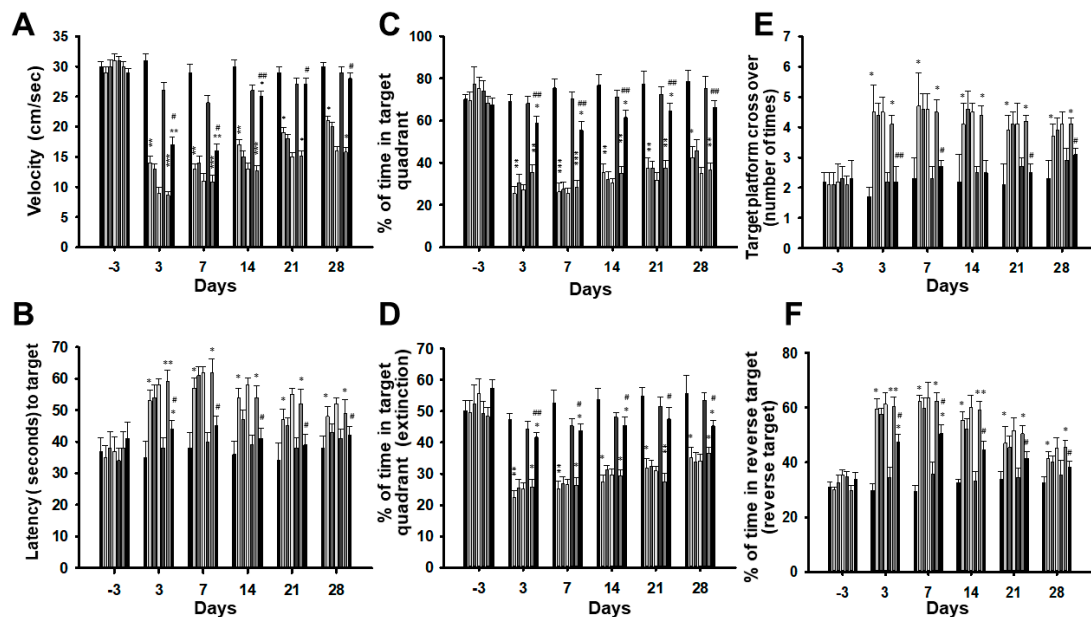 A
Velocity (cm/sec)
35
30
25
20
15
10
5
0
** ** *** # ** ** *** # ** ** *** ## * * * # * *
-3 3 7 14 21 28
Days
B
Latency ( seconds) to target
70
60
50
40
30
20
10
0
* ** # * * * # * * # * * # * * #
-3 3 7 14 21 28
Days
C
% of time in target
quadrant
100
80
60
40
20
0
** ** ## * *** ** ## * ** ** ## * ** ** ## * * * ##
-3 3 7 14 21 28
Days
D
% of time in target
quadrant (extinction)
70
60
50
40
30
20
10
0
** * ## * ** * # * * * # * * ** # * * # *
-3 3 7 14 21 28
Days
E
Target platform cross over
(number of times)
7
6
5
4
3
2
1
0
* * ## * * # * * * * # * * #
-3 3 7 14 21 28
Days
F
% of time in reverse target
(reverse target)
80
60
40
20
0
* ** # * * * # * * ** # * * # * * #
-3 3 7 14 21 28
Days